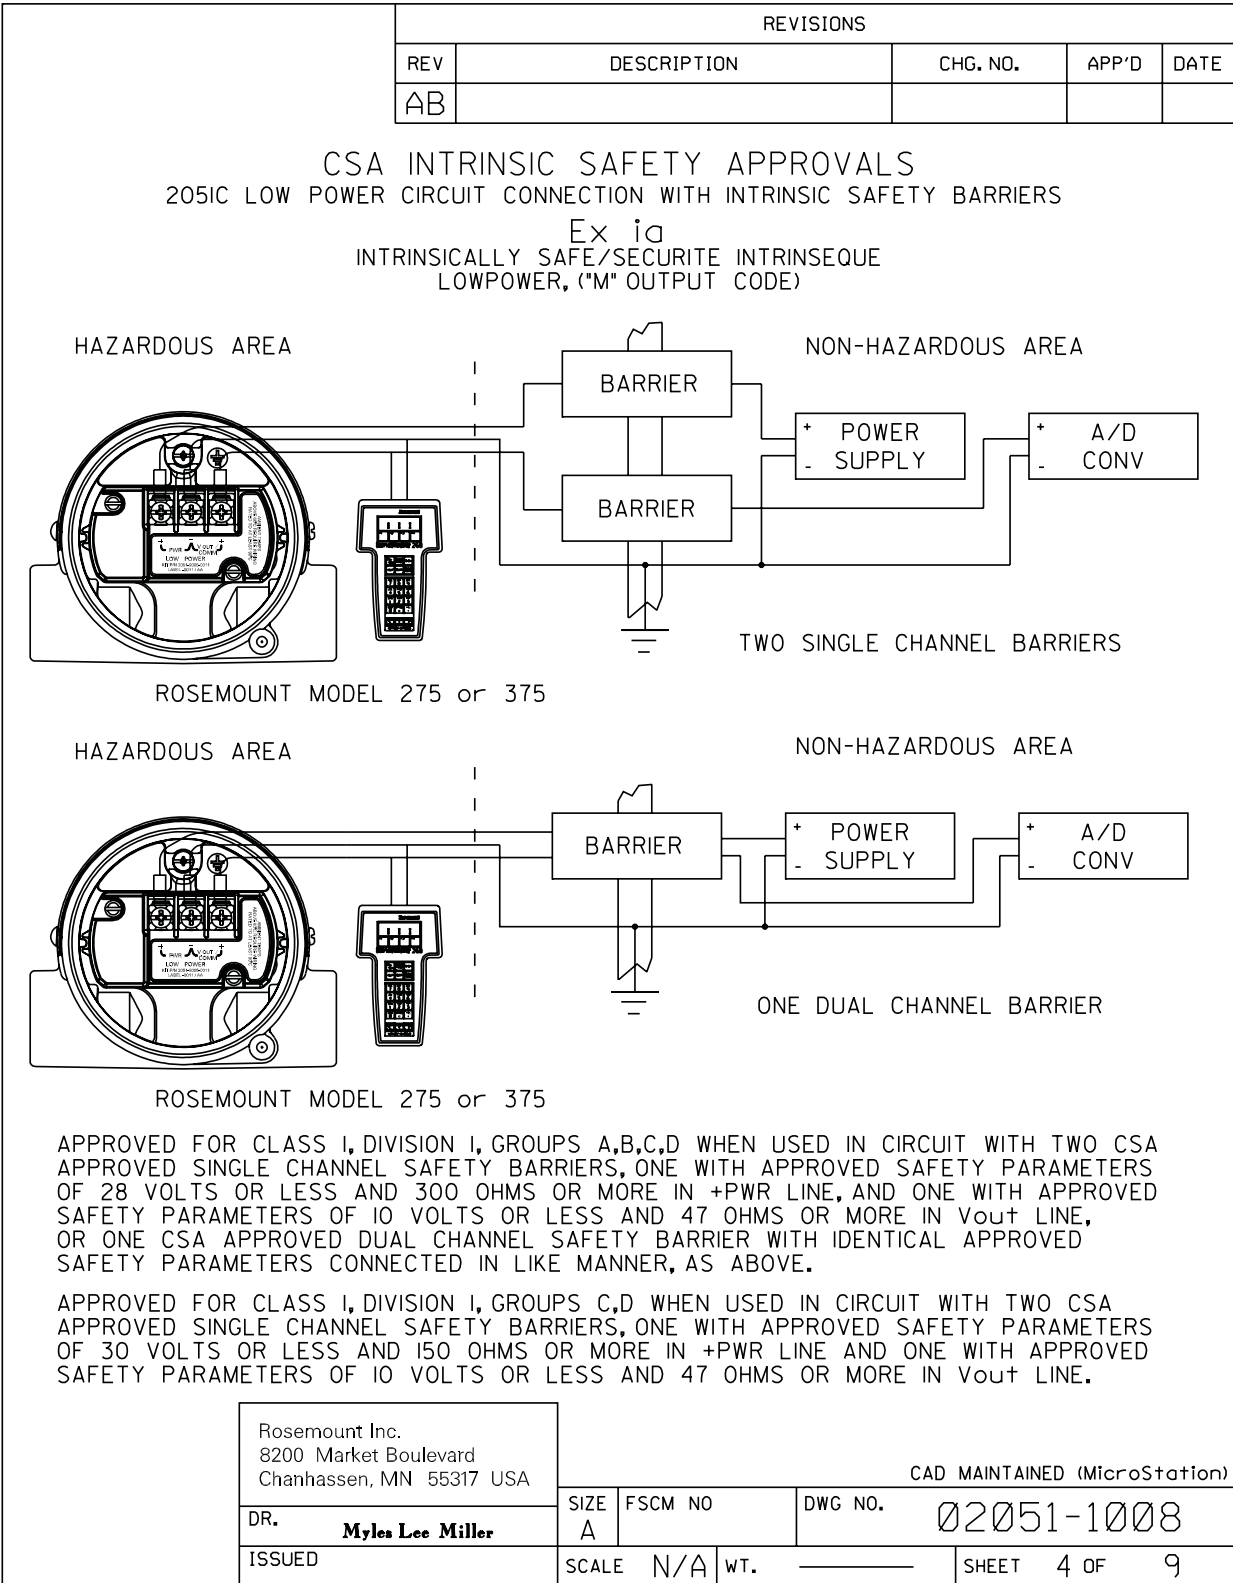 REVISIONS
REV DESCRIPTION CHG. NO. APP'D DATE
AB
CSA INTRINSIC SAFETY APPROVALS
2051C LOW POWER CIRCUIT CONNECTION WITH INTRINSIC SAFETY BARRIERS
Ex ia
INTRINSICALLY SAFE/SECURITE INTRINSEQUE
LOWPOWER, ("M" OUTPUT CODE)
HAZARDOUS AREA
NON-HAZARDOUS AREA
BARRIER
+ POWER
- SUPPLY
+ A/D
- CONV
BARRIER
+ PWR - V OUT +
COMM
LOW POWER
TWO SINGLE CHANNEL BARRIERS
ROSEMOUNT MODEL 275 or 375
HAZARDOUS AREA
NON-HAZARDOUS AREA
BARRIER
+ POWER
- SUPPLY
+ A/D
- CONV
+ PWR - V OUT +
COMM
LOW POWER
ONE DUAL CHANNEL BARRIER
ROSEMOUNT MODEL 275 or 375
APPROVED FOR CLASS I, DIVISION I, GROUPS A,B,C,D WHEN USED IN CIRCUIT WITH TWO CSA
APPROVED SINGLE CHANNEL SAFETY BARRIERS, ONE WITH APPROVED SAFETY PARAMETERS
OF 28 VOLTS OR LESS AND 300 OHMS OR MORE IN +PWR LINE, AND ONE WITH APPROVED
SAFETY PARAMETERS OF 10 VOLTS OR LESS AND 47 OHMS OR MORE IN Vout LINE,
OR ONE CSA APPROVED DUAL CHANNEL SAFETY BARRIER WITH IDENTICAL APPROVED
SAFETY PARAMETERS CONNECTED IN LIKE MANNER, AS ABOVE.
APPROVED FOR CLASS I, DIVISION I, GROUPS C,D WHEN USED IN CIRCUIT WITH TWO CSA
APPROVED SINGLE CHANNEL SAFETY BARRIERS, ONE WITH APPROVED SAFETY PARAMETERS
OF 30 VOLTS OR LESS AND 150 OHMS OR MORE IN +PWR LINE AND ONE WITH APPROVED
SAFETY PARAMETERS OF 10 VOLTS OR LESS AND 47 OHMS OR MORE IN Vout LINE.
Rosemount Inc.
8200 Market Boulevard
Chanhassen, MN 55317 USA
CAD MAINTAINED (MicroStation)
DR. Myles Lee Miller
SIZE A FSCM NO DWG NO. 02051-1008
ISSUED
SCALE N/A WT. SHEET 4 OF 9